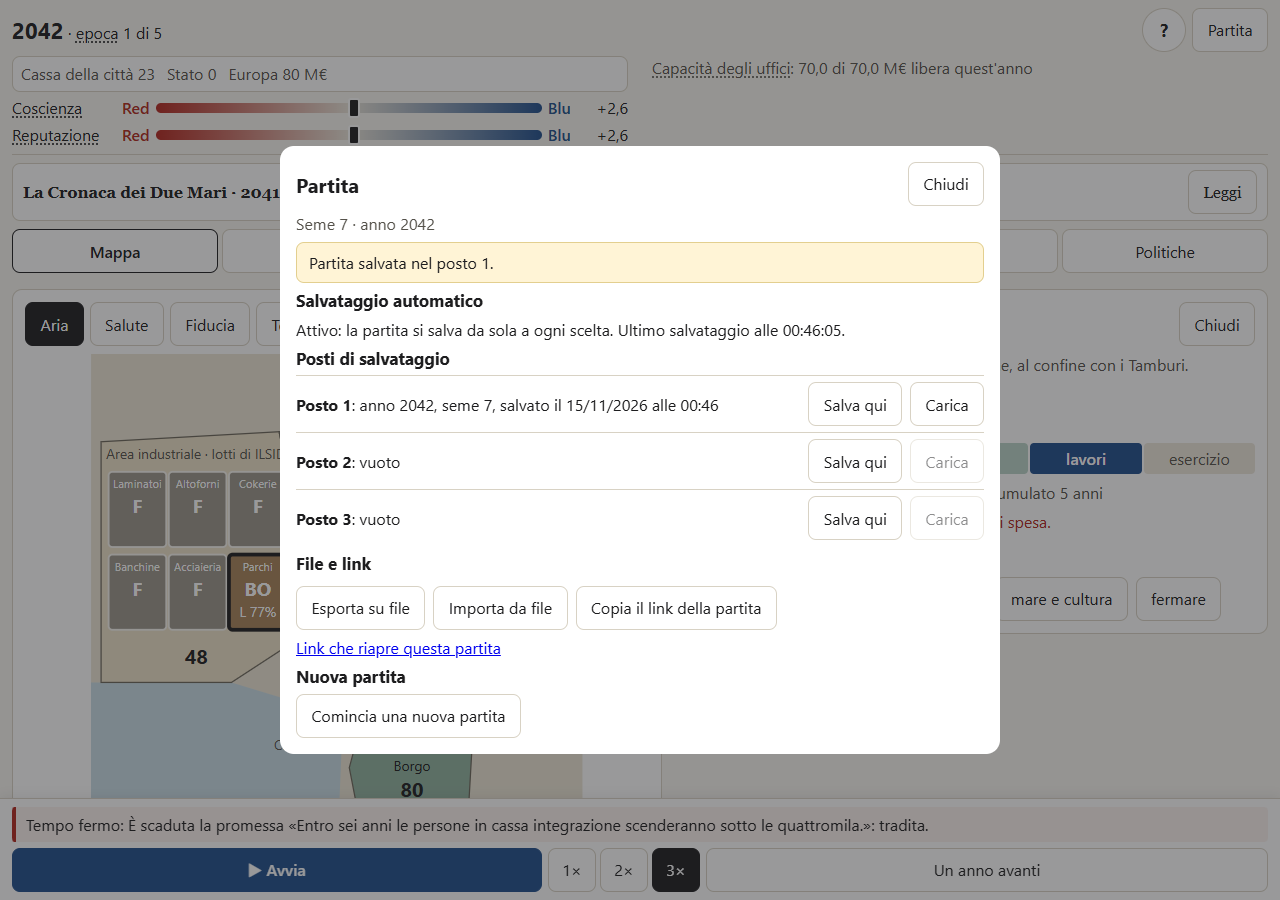 2042 · epoca 1 di 5
?
Partita
Cassa della città 23 Stato 0 Europa 80 M€
Capacità degli uffici: 70,0 di 70,0 M€ libera quest'anno
Coscienza Red Blu +2,6
Reputazione Red Blu +2,6
La Cronaca dei Due Mari · 2041
Leggi
Mappa
Politiche
Partita
Chiudi
Seme 7 · anno 2042
Partita salvata nel posto 1.
Salvataggio automatico
Attivo: la partita si salva da sola a ogni scelta. Ultimo salvataggio alle 00:46:05.
Posti di salvataggio
Posto 1: anno 2042, seme 7, salvato il 15/11/2026 alle 00:46
Salva qui
Carica
Posto 2: vuoto
Salva qui
Carica
Posto 3: vuoto
Salva qui
Carica
File e link
Esporta su file
Importa da file
Copia il link della partita
Link che riapre questa partita
Nuova partita
Comincia una nuova partita
Aria
Salute
Fiducia
Chiudi
e, al confine con i Tamburi.
Area industriale · lotti di ILSID
Laminatoi
F
Altoforni
F
Cokerie
F
Banchine
F
Acciaieria
F
Parchi
BO
L 77%
48
lavori
esercizio
umulato 5 anni
i spesa.
mare e cultura
fermare
Borgo
80
Tempo fermo: È scaduta la promessa «Entro sei anni le persone in cassa integrazione scenderanno sotto le quattromila.»: tradita.
▶ Avvia
1×
2×
3×
Un anno avanti